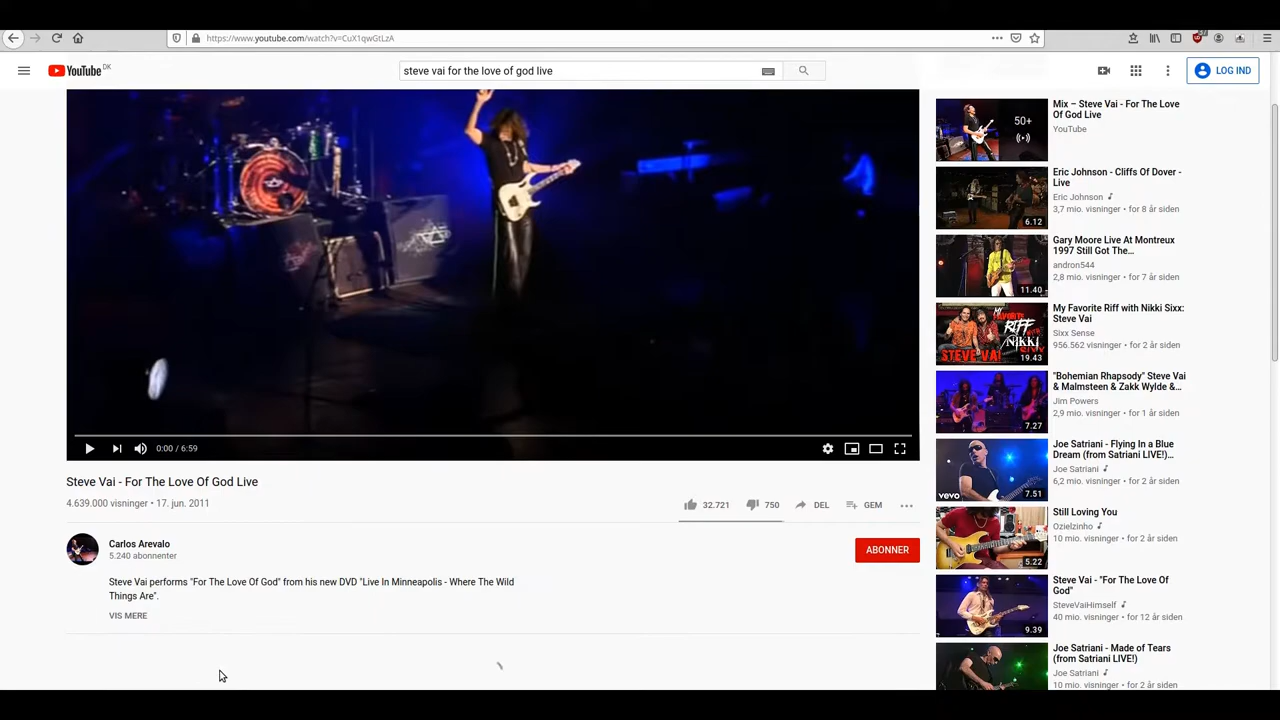 https://www.youtube.com/watch?v=CuX1qwGtLzA
YouTube DK
steve vai for the love of god live
LOG IND
0:00 / 6:59
Steve Vai - For The Love Of God Live
4.639.000 visninger • 17. jun. 2011
32.721
750
DEL
GEM
Carlos Arevalo
5.240 abonnenter
ABONNER
Steve Vai performs "For The Love Of God" from his new DVD "Live In Minneapolis - Where The Wild
Things Are".
VIS MERE
50+
Mix – Steve Vai - For The Love
Of God Live
YouTube
6.12
Eric Johnson - Cliffs Of Dover -
Live
Eric Johnson
3,7 mio. visninger • for 8 år siden
11.40
Gary Moore Live At Montreux
1997 Still Got The…
andron544
2,8 mio. visninger • for 7 år siden
MY
FAVORITE
RIFF
WITH
NIKKI
SIXX
STEVE VAI
19.43
My Favorite Riff with Nikki Sixx:
Steve Vai
Sixx Sense
956.562 visninger • for 2 år siden
7.27
"Bohemian Rhapsody" Steve Vai
& Malmsteen & Zakk Wylde &…
Jim Powers
2,9 mio. visninger • for 1 år siden
vevo
7.51
Joe Satriani - Flying In a Blue
Dream (from Satriani LIVE!)…
Joe Satriani
6,2 mio. visninger • for 2 år siden
5.22
Still Loving You
Ozielzinho
10 mio. visninger • for 2 år siden
9.39
Steve Vai - "For The Love Of
God"
SteveVaiHimself
40 mio. visninger • for 12 år siden
Joe Satriani - Made of Tears
(from Satriani LIVE!)
Joe Satriani
10 mio. visninger • for 2 år siden